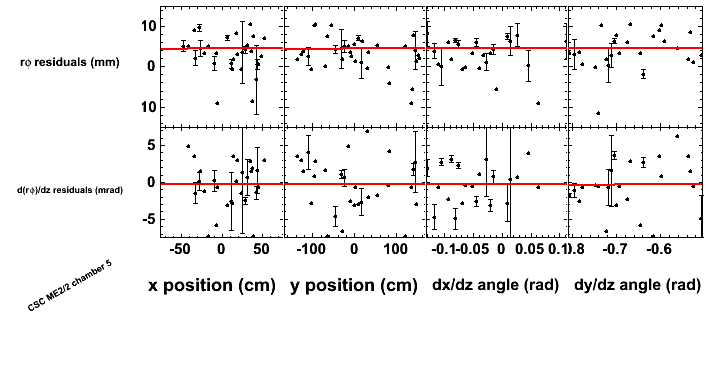 10
rϕ residuals (mm)
0
10
5
d(rϕ)/dz residuals (mrad)
0
-5
-50 0 50 -100 0 100 -0.1 -0.05 0 0.05 0.1 -0.8 -0.7 -0.6
x position (cm) y position (cm) dx/dz angle (rad) dy/dz angle (rad)
CSC ME2/2 chamber 5